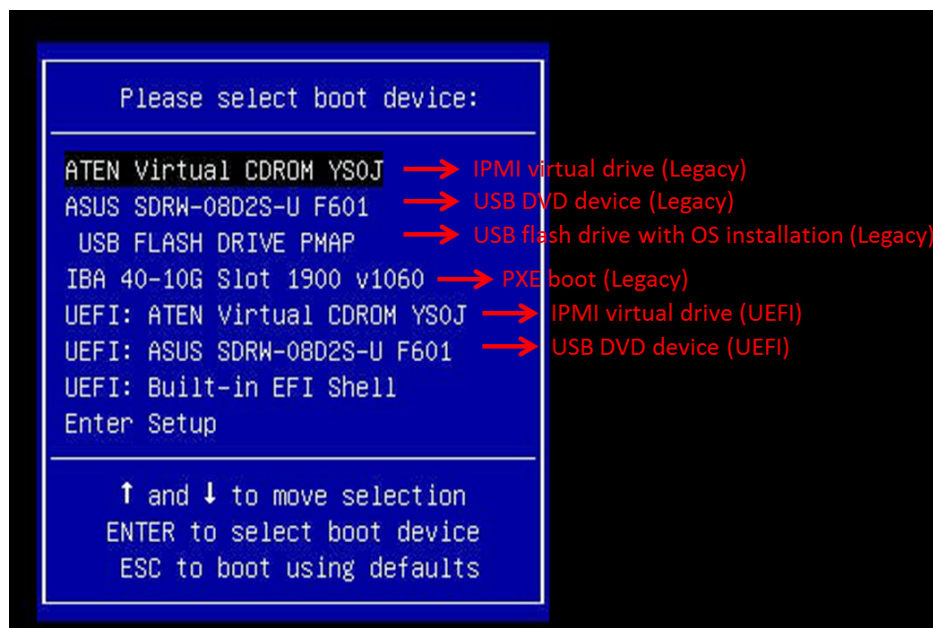 Please select boot device:
ATEN Virtual CDROM YS0J → IPMI virtual drive (Legacy)
ASUS SDRW-08D2S-U F601 → USB DVD device (Legacy)
USB FLASH DRIVE PMAP → USB flash drive with OS installation (Legacy)
IBA 40-10G Slot 1900 v1060 → PXE boot (Legacy)
UEFI: ATEN Virtual CDROM YS0J → IPMI virtual drive (UEFI)
UEFI: ASUS SDRW-08D2S-U F601 → USB DVD device (UEFI)
UEFI: Built-in EFI Shell
Enter Setup
↑ and ↓ to move selection
ENTER to select boot device
ESC to boot using defaults